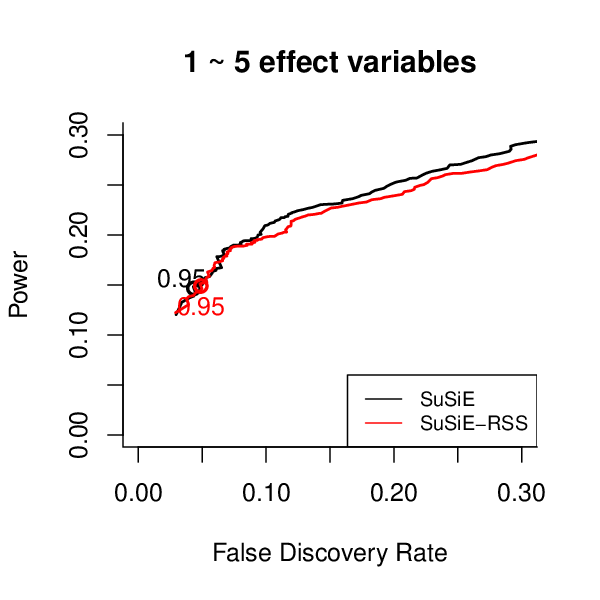 1 ~ 5 effect variables
Power
0.30
0.20
0.10
0.00
0.95
0.95
SuSiE
SuSiE−RSS
0.00 0.10 0.20 0.30
False Discovery Rate